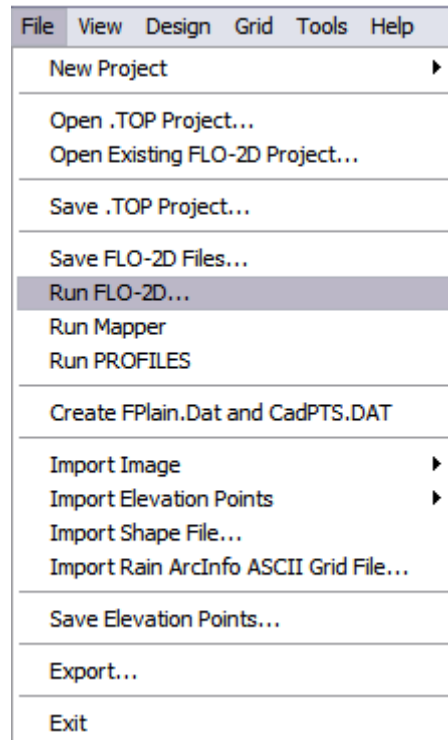 File View Design Grid Tools Help
New Project
Open .TOP Project...
Open Existing FLO-2D Project...
Save .TOP Project...
Save FLO-2D Files...
Run FLO-2D...
Run Mapper
Run PROFILES
Create FPlain.Dat and CadPTS.DAT
Import Image
Import Elevation Points
Import Shape File...
Import Rain ArcInfo ASCII Grid File...
Save Elevation Points...
Export...
Exit